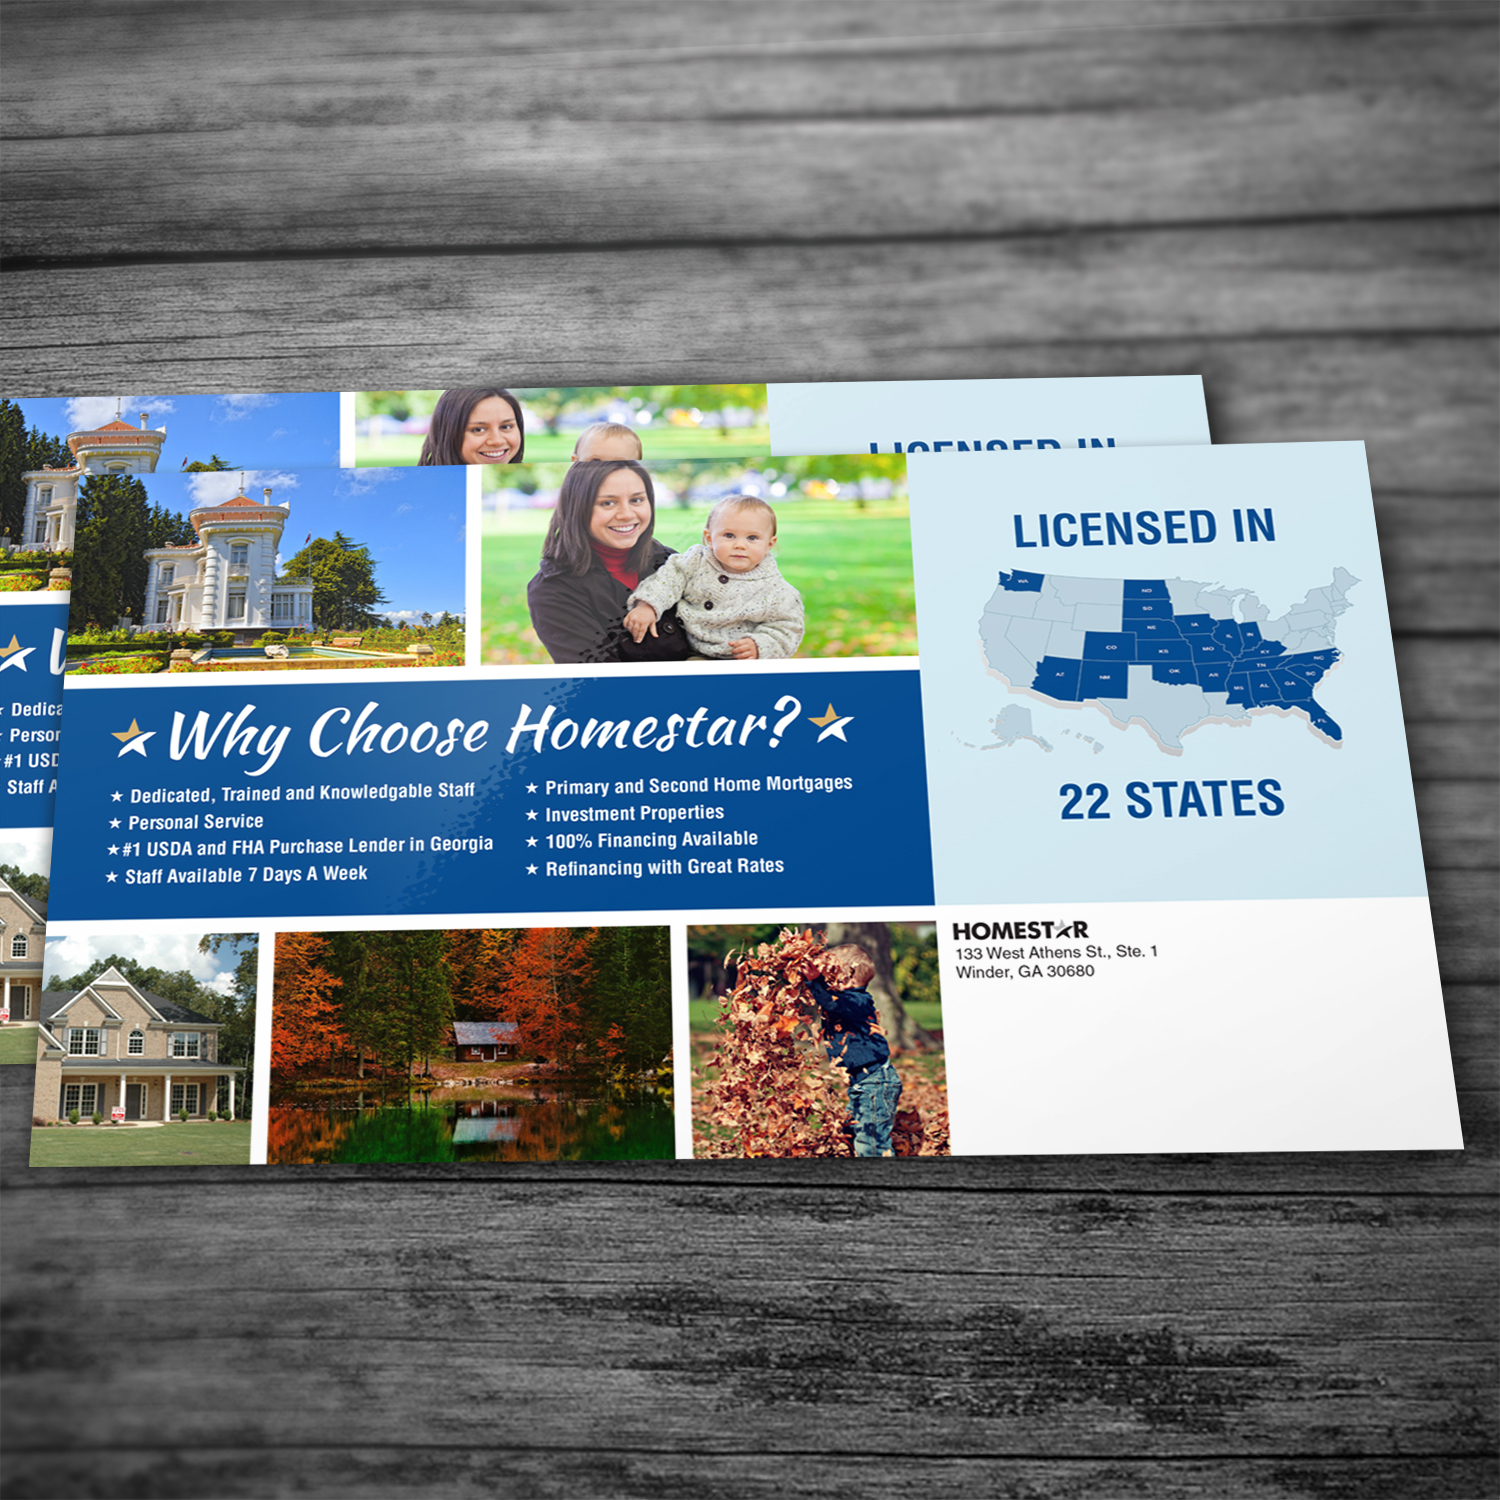 LICENSED IN
LICENSED IN
WA
ND
SD
NE
IA
IL
IN
CO
KS
MO
KY
AZ
NM
OK
AR
TN
NC
SC
MS
AL
GA
FL
22 STATES
Why Choose Homestar?
★ Dedicated, Trained and Knowledgable Staff
★ Personal Service
★#1 USDA and FHA Purchase Lender in Georgia
★ Staff Available 7 Days A Week
★ Primary and Second Home Mortgages
★ Investment Properties
★ 100% Financing Available
★ Refinancing with Great Rates
Dedica
Person
#1 USD
Staff A
HOMESTAR
133 West Athens St., Ste. 1
Winder, GA 30680